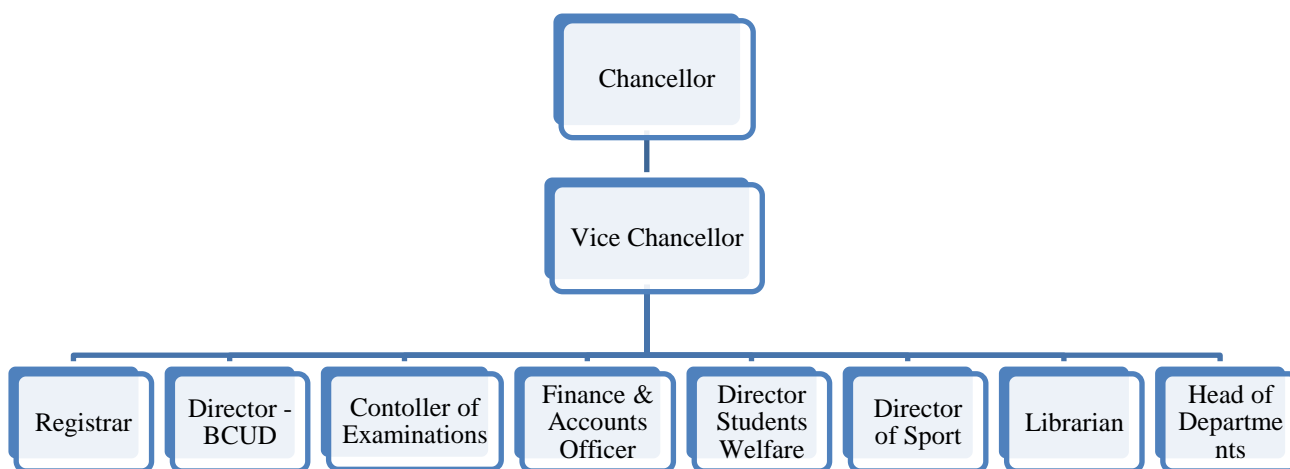 Chancellor
Vice Chancellor
Registrar
Director -
BCUD
Contoller of
Examinations
Finance &
Accounts
Officer
Director
Students
Welfare
Director
of Sport
Librarian
Head of
Departme
nts